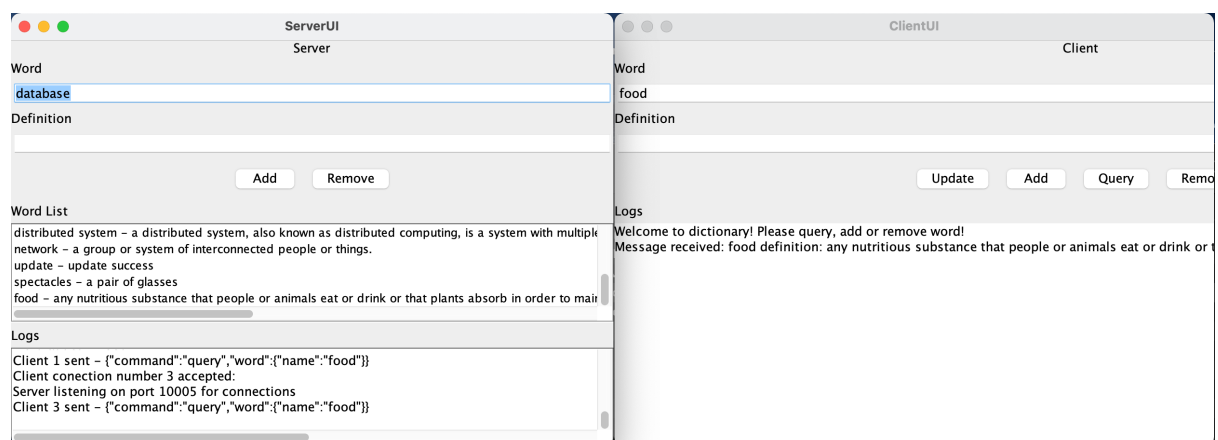 ServerUI
Server
Word
database
Definition
Add Remove
Word List
distributed system – a distributed system, also known as distributed computing, is a system with multiple
network – a group or system of interconnected people or things.
update – update success
spectacles – a pair of glasses
food – any nutritious substance that people or animals eat or drink or that plants absorb in order to
Logs
Client 1 sent – {"command":"query","word":{"name":"food"}}
Client conection number 3 accepted:
Server listening on port 10005 for connections
Client 3 sent – {"command":"query","word":{"name":"food"}}
ClientUI
Client
Word
food
Definition
Update Add Query Remo
Logs
Welcome to dictionary! Please query, add or remove word!
Message received: food definition: any nutritious substance that people or animals eat or drink or